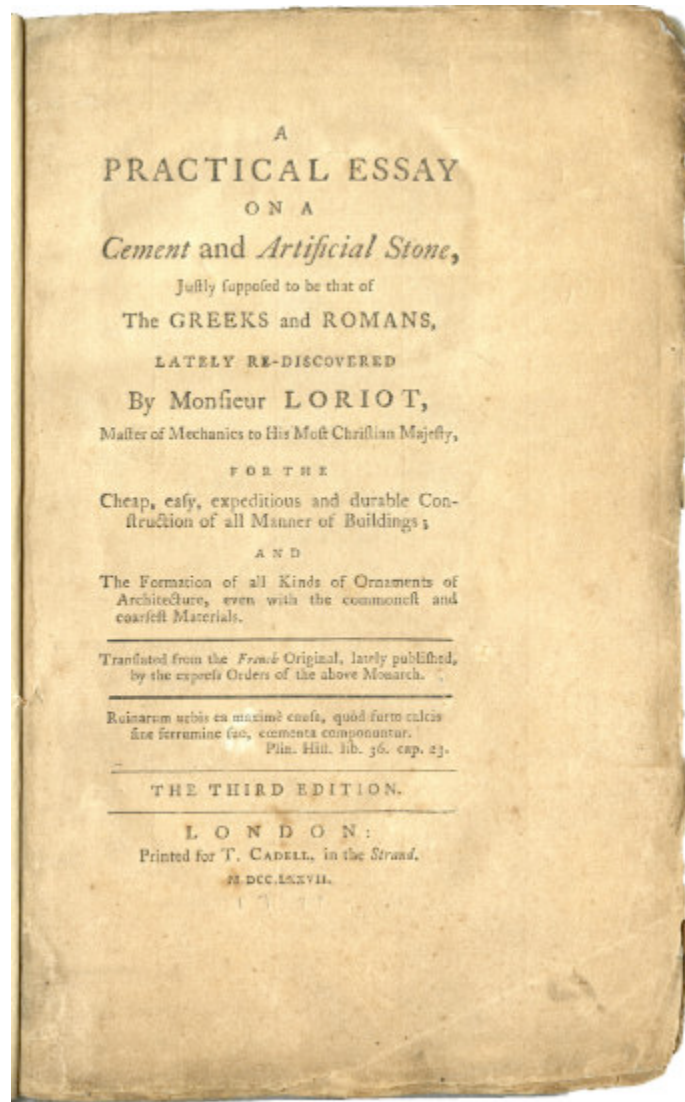 A
PRACTICAL ESSAY
ON A
Cement and Artificial Stone,
Juſtly ſuppoſed to be that of
The GREEKS and ROMANS,
LATELY RE-DISCOVERED
By Monſieur LORIOT,
Maſter of Mechanics to His Moſt Chriſtian Majeſty,
FOR THE
Cheap, eaſy, expeditious and durable Con-
ſtruction of all Manner of Buildings;
AND
The Formation of all Kinds of Ornaments of
Architecture, even with the commoneſt and
coarſeſt Materials.
Tranſlated from the French Original, lately publiſhed,
by the expreſs Orders of the above Monarch.
Ruinarum urbis ea maximè cauſa, quòd furto calcis
ſine ferrumine ſuo, cæmenta componuntur.
Plin. Hiſt. lib. 36. cap. 23.
THE THIRD EDITION.
LONDON:
Printed for T. CADELL, in the Strand.
M.DCC.LXXVII.